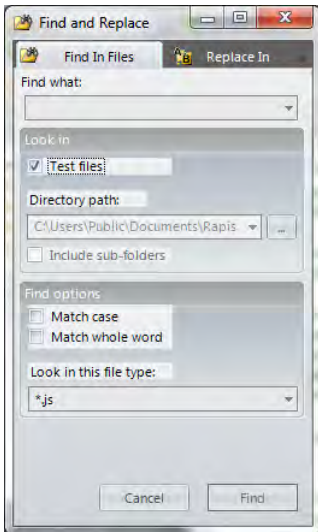 Find and Replace
Find In Files
Replace In
Find what:
Look in
Test files
Directory path:
C:\Users\Public\Documents\Rapis
...
Include sub-folders
Find options
Match case
Match whole word
Look in this file type:
*.js
Cancel
Find